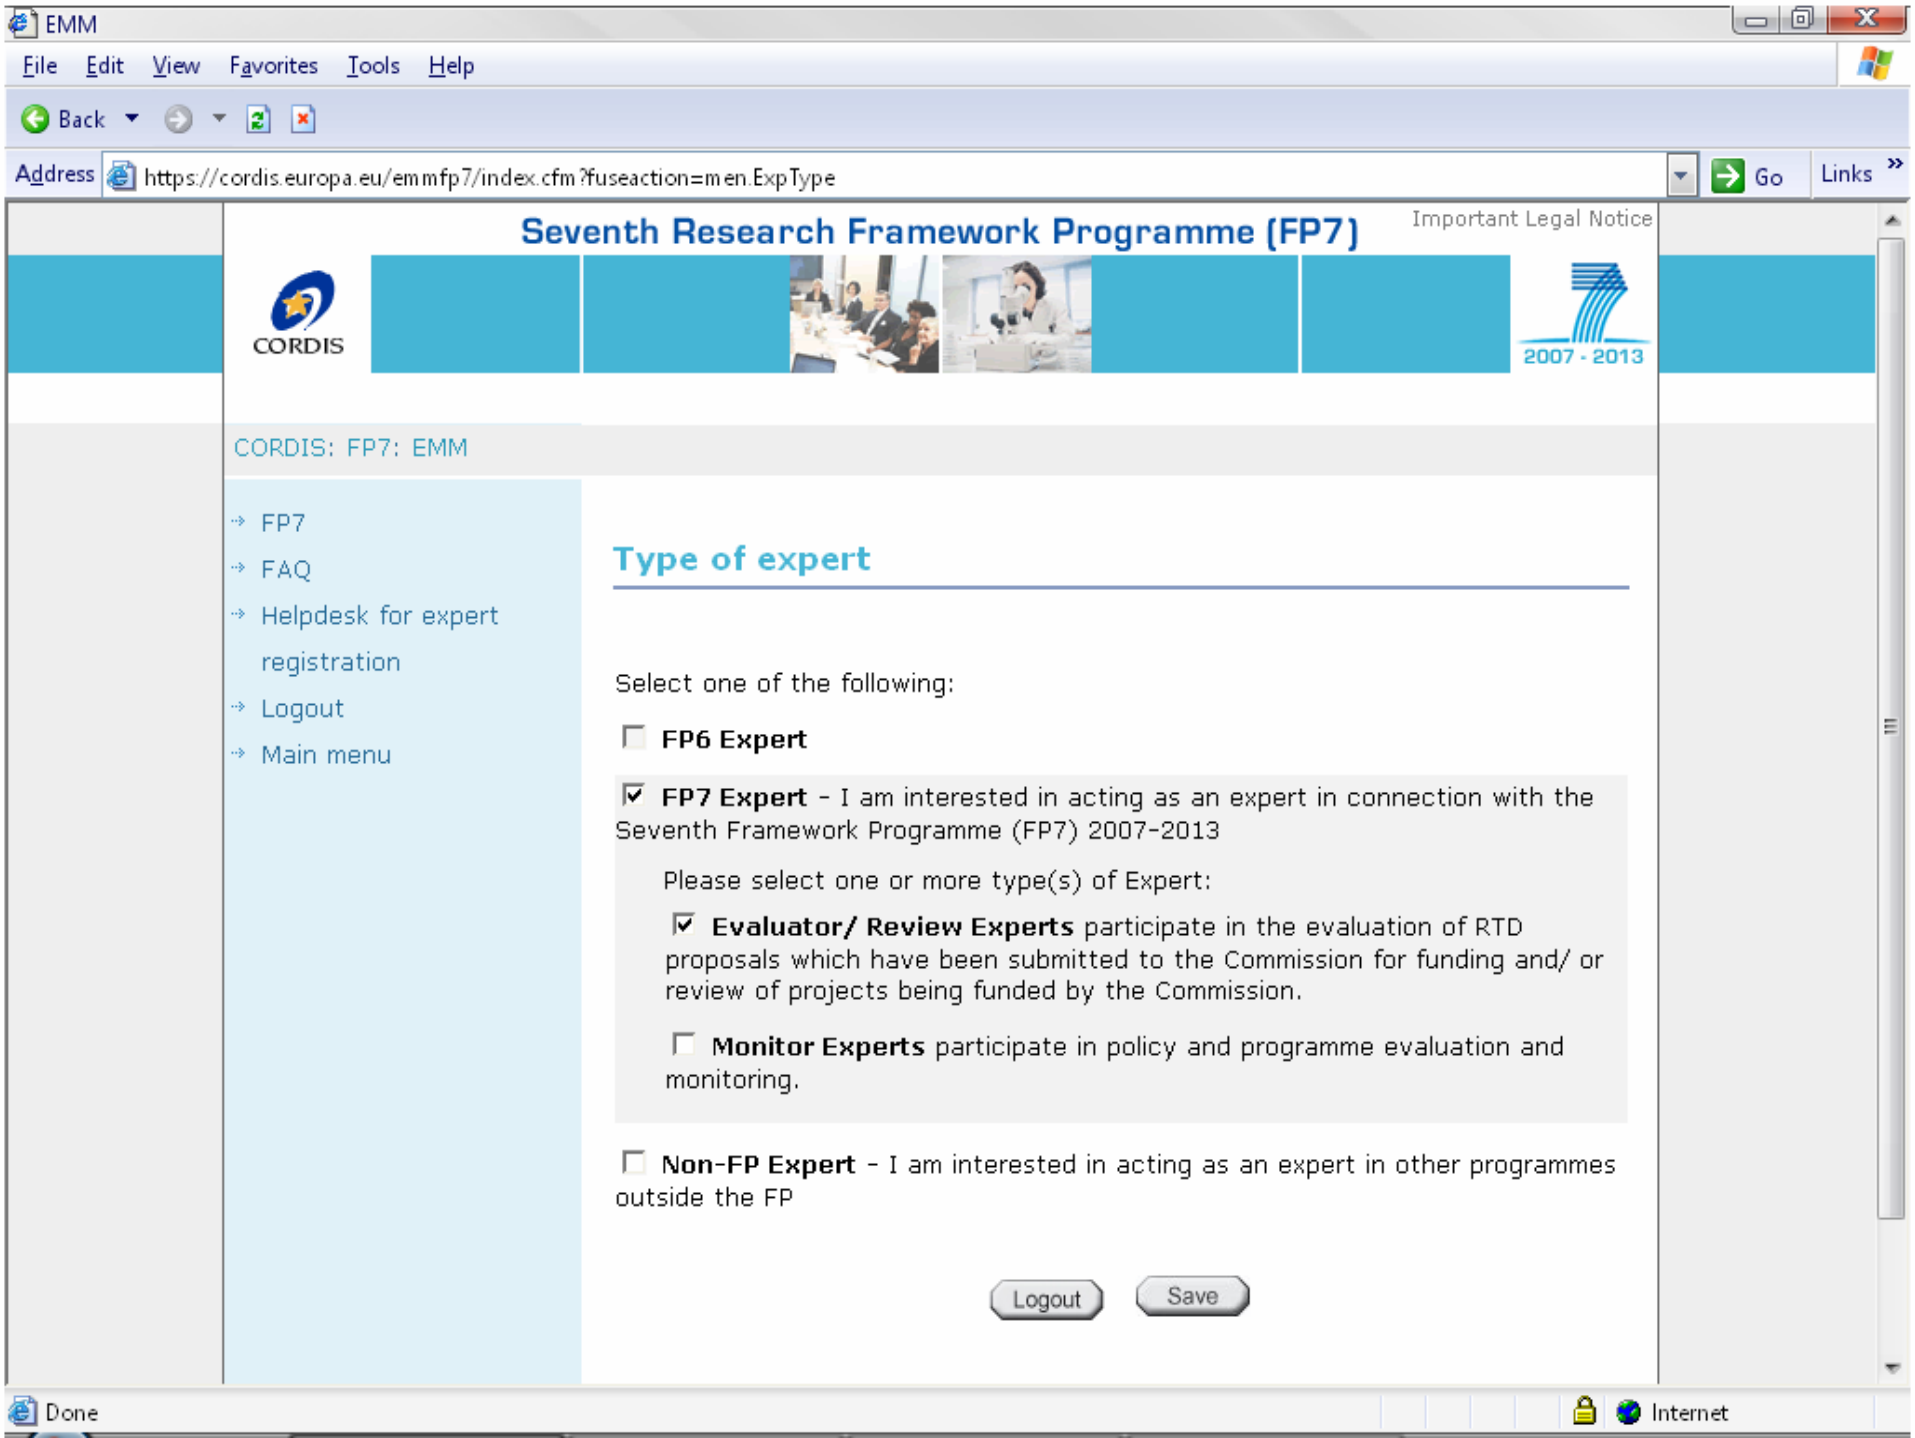 EMM
File Edit View Favorites Tools Help
Back
Address https://cordis.europa.eu/emmfp7/index.cfm?fuseaction=men.ExpType Go Links »
Seventh Research Framework Programme (FP7) Important Legal Notice
CORDIS
2007 - 2013
CORDIS: FP7: EMM
FP7
FAQ
Helpdesk for expert
registration
Logout
Main menu
Type of expert
Select one of the following:
FP6 Expert
FP7 Expert - I am interested in acting as an expert in connection with the
Seventh Framework Programme (FP7) 2007-2013
Please select one or more type(s) of Expert:
Evaluator/ Review Experts participate in the evaluation of RTD
proposals which have been submitted to the Commission for funding and/ or
review of projects being funded by the Commission.
Monitor Experts participate in policy and programme evaluation and
monitoring.
Non-FP Expert - I am interested in acting as an expert in other programmes
outside the FP
Logout Save
Done Internet